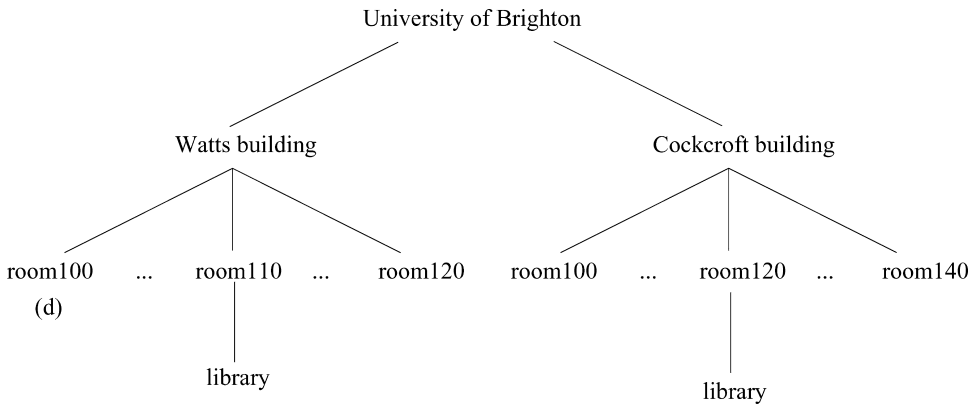 University of Brighton
Watts building Cockcroft building
room100 ... room110 ... room120 room100 ... room120 ... room140
(d)
library
library